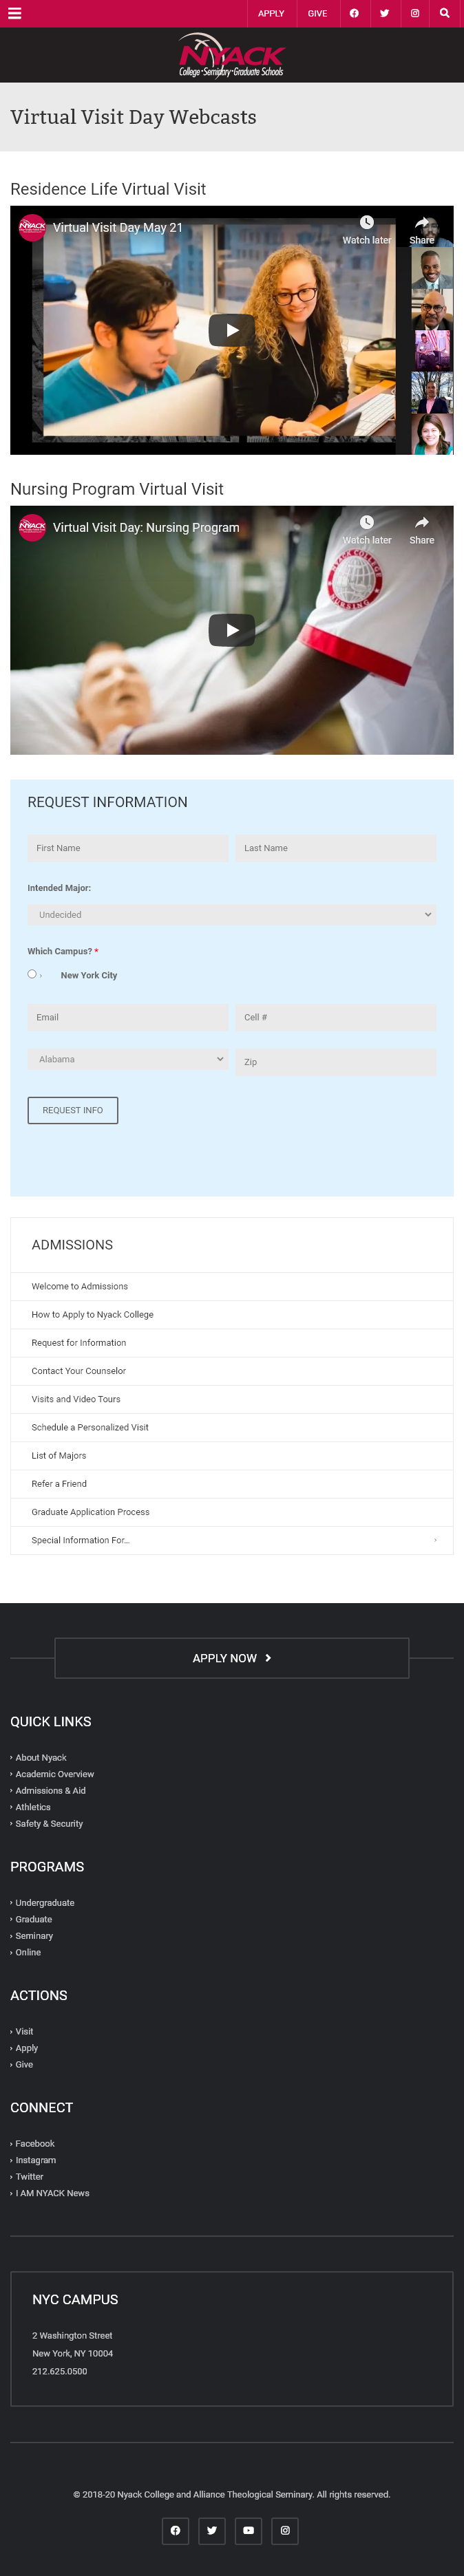 APPLY GIVE
NYACK
College • Seminary • Graduate Schools
Virtual Visit Day Webcasts
Residence Life Virtual Visit
NYACK Virtual Visit Day May 21 Watch later Share
Nursing Program Virtual Visit
NYACK Virtual Visit Day: Nursing Program Watch later Share
NYACK COLLEGE
NURSING
REQUEST INFORMATION
First Name Last Name
Intended Major:
Undecided
Which Campus? *
New York City
Email Cell #
Alabama Zip
REQUEST INFO
ADMISSIONS
Welcome to Admissions
How to Apply to Nyack College
Request for Information
Contact Your Counselor
Visits and Video Tours
Schedule a Personalized Visit
List of Majors
Refer a Friend
Graduate Application Process
Special Information For...
APPLY NOW
QUICK LINKS
About Nyack
Academic Overview
Admissions & Aid
Athletics
Safety & Security
PROGRAMS
Undergraduate
Graduate
Seminary
Online
ACTIONS
Visit
Apply
Give
CONNECT
Facebook
Instagram
Twitter
I AM NYACK News
NYC CAMPUS
2 Washington Street
New York, NY 10004
212.625.0500
© 2018-20 Nyack College and Alliance Theological Seminary. All rights reserved.